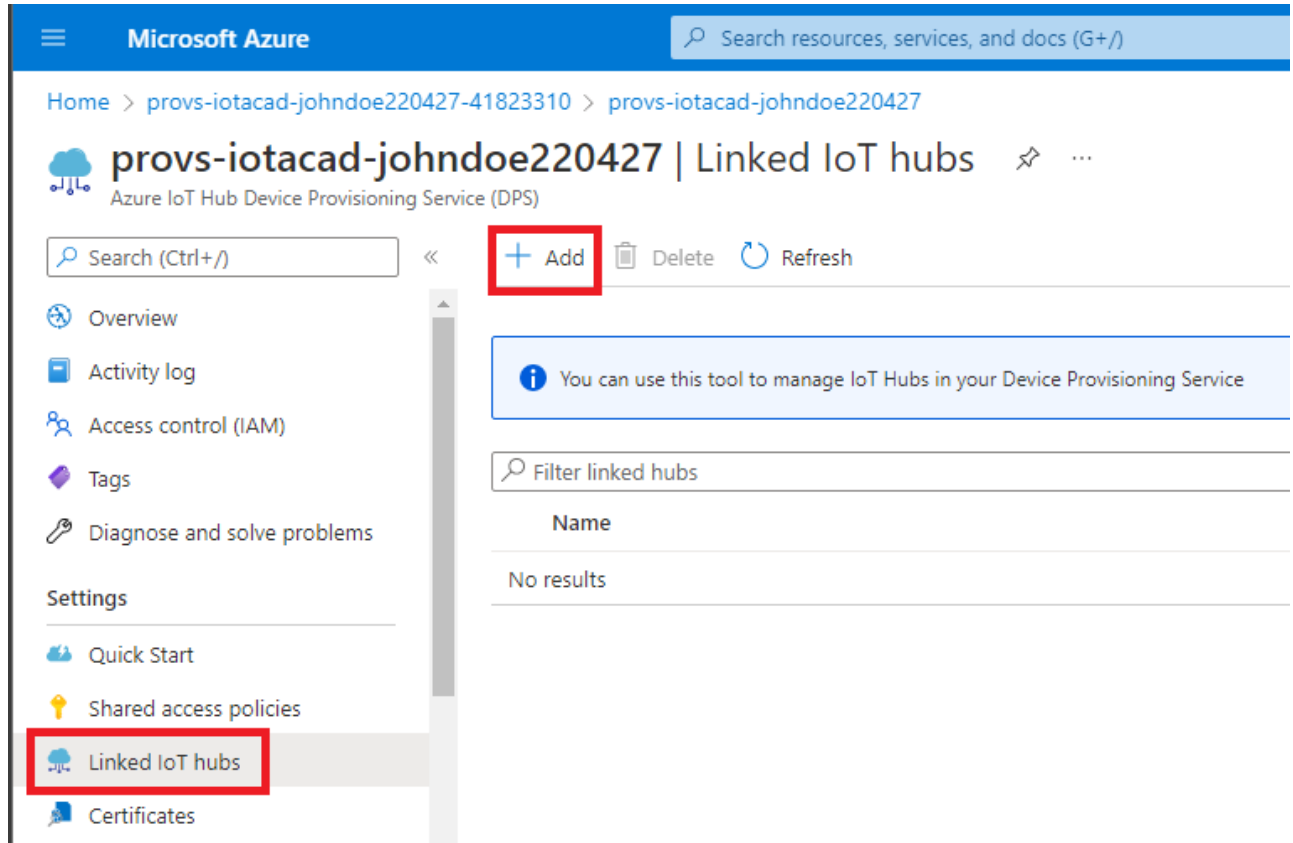 Microsoft Azure
Search resources, services, and docs (G+/)
Home > provs-iotacad-johndoe220427-41823310 > provs-iotacad-johndoe220427
provs-iotacad-johndoe220427 | Linked IoT hubs ...
Azure IoT Hub Device Provisioning Service (DPS)
Search (Ctrl+/)
«
Add
Delete
Refresh
Overview
Activity log
Access control (IAM)
Tags
Diagnose and solve problems
Settings
Quick Start
Shared access policies
Linked IoT hubs
Certificates
You can use this tool to manage IoT Hubs in your Device Provisioning Service
Filter linked hubs
Name
No results